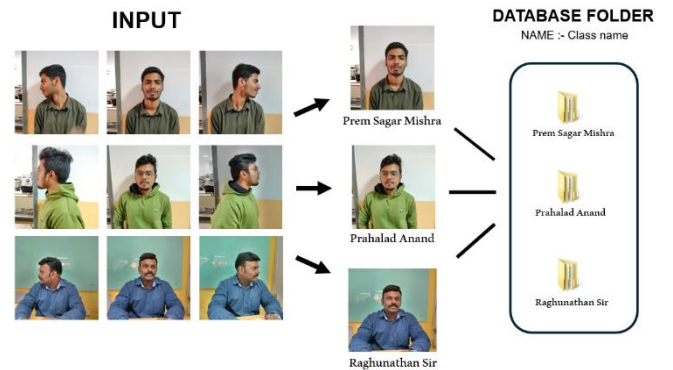 INPUT
DATABASE FOLDER
NAME :- Class name
Prem Sagar Mishra
Prem Sagar Mishra
Prahalad Anand
Prahalad Anand
Raghunathan Sir
Raghunathan Sir